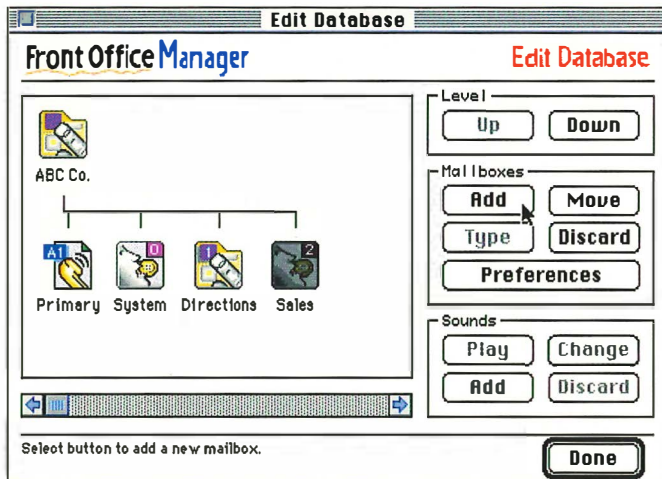 Edit Database
Front Office Manager
Edit Database
ABC Co.
A1
0
1
2
Primary System Directions Sales
Level
Up Down
Mailboxes
Add Move
Type Discard
Preferences
Sounds
Play Change
Add Discard
Select button to add a new mailbox.
Done